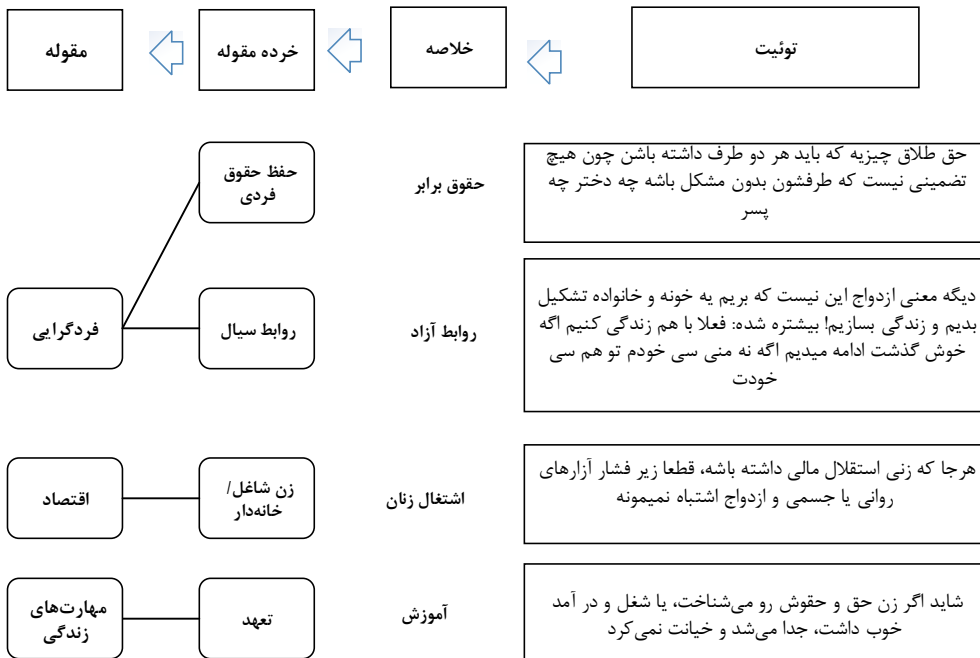 توئیت
خلاصه
خرده مقوله
مقوله
حق طلاق چیزیه که باید هر دو طرف داشته باشن چون هیچ
تضمینی نیست که طرفشون بدون مشکل باشه چه دختر چه
پسر
حقوق برابر
حفظ حقوق
فردی
دیگه معنی ازدواج این نیست که بریم یه خونه و خانواده تشکیل
بدیم و زندگی بسازیم! بیشتره شده: فعلا با هم زندگی کنیم اگه
خوش گذشت ادامه میدیم اگه نه منی سی خودم تو هم سی
خودت
روابط آزاد
روابط سیال
فردگرایی
هرجا که زنی استقلال مالی داشته باشه، قطعا زیر فشار آزارهای
روانی یا جسمی و ازدواج اشتباه نمیمونه
اشتغال زنان
زن شاغل/
خانه‌دار
اقتصاد
شاید اگر زن حق و حقوش رو می‌شناخت، یا شغل و در آمد
خوب داشت، جدا می‌شد و خیانت نمی‌کرد
آموزش
تعهد
مهارت‌های
زندگی